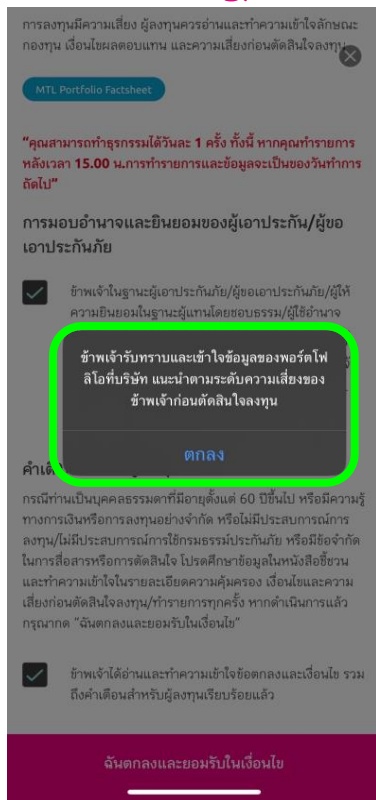 การลงทุนมีความเสี่ยง ผู้ลงทุนควรอ่านและทำความเข้าใจลักษณะ
กองทุน เงื่อนไขผลตอบแทน และความเสี่ยงก่อนตัดสินใจลงทุน
MTL Portfolio Factsheet
"คุณสามารถทำธุรกรรมได้วันละ 1 ครั้ง ทั้งนี้ หากคุณทำรายการ
หลังเวลา 15.00 น.การทำรายการและข้อมูลจะเป็นของวันทำการ
ถัดไป"
การมอบอำนาจและยินยอมของผู้เอาประกัน/ผู้ขอ
เอาประกันภัย
ข้าพเจ้าในฐานะผู้เอาประกันภัย/ผู้ขอเอาประกันภัย/ผู้ให้
ความยินยอมในฐานะผู้แทนโดยชอบธรรม/ผู้ใช้อำนาจ
ข้าพเจ้ารับทราบและเข้าใจข้อมูลของพอร์ตโฟ
ลิโอที่บริษัท แนะนำตามระดับความเสี่ยงของ
ข้าพเจ้าก่อนตัดสินใจลงทุน
ตกลง
กรณีท่านเป็นบุคคลธรรมดาที่มีอายุตั้งแต่ 60 ปีขึ้นไป หรือมีความรู้
ทางการเงินหรือการลงทุนอย่างจำกัด หรือไม่มีประสบการณ์การ
ลงทุน/ไม่มีประสบการณ์การใช้กรมธรรม์ประกันภัย หรือมีข้อจำกัด
ในการสื่อสารหรือการตัดสินใจ โปรดศึกษาข้อมูลในหนังสือชี้ชวน
และทำความเข้าใจในรายละเอียดความคุ้มครอง เงื่อนไขและความ
เสี่ยงก่อนตัดสินใจลงทุน/ทำรายการทุกครั้ง หากดำเนินการแล้ว
กรุณากด "ฉันตกลงและยอมรับในเงื่อนไข"
ข้าพเจ้าได้อ่านและทำความเข้าใจข้อตกลงและเงื่อนไข รวม
ถึงคำเตือนสำหรับผู้ลงทุนเรียบร้อยแล้ว
ฉันตกลงและยอมรับในเงื่อนไข